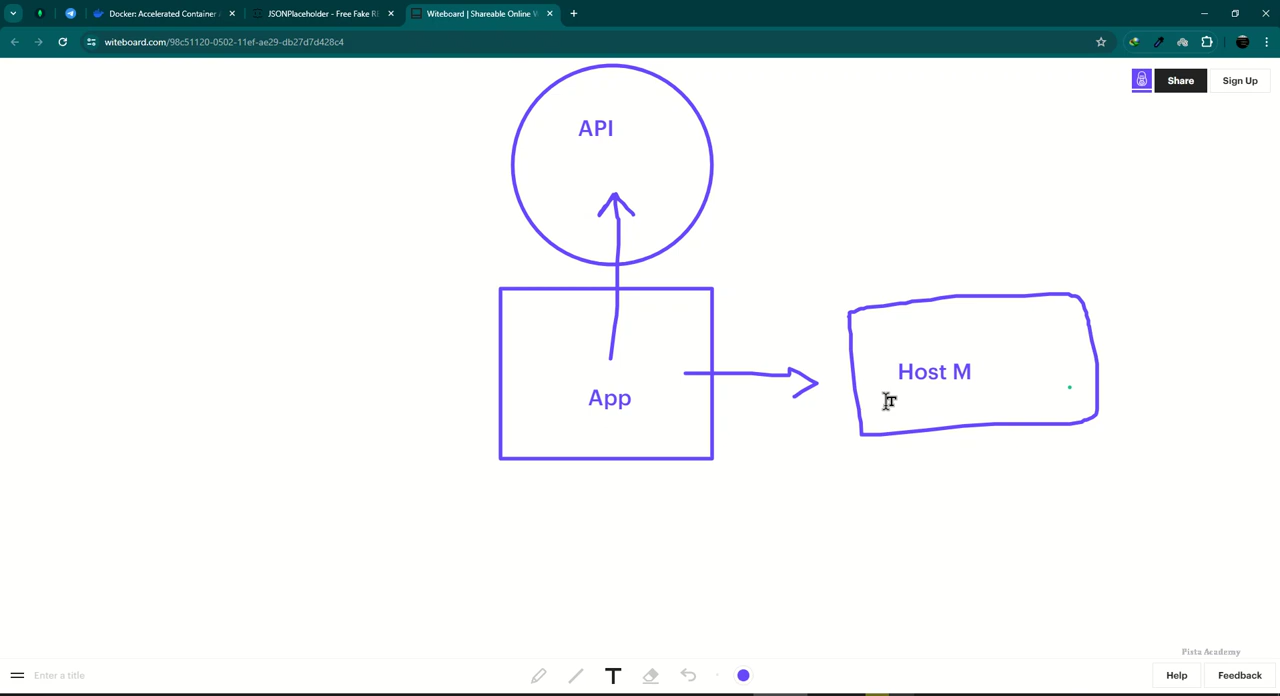 Docker: Accelerated Container
JSONPlaceholder - Free Fake R
Witeboard | Shareable Online W
witeboard.com/98c51120-0502-11ef-ae29-db27d7d428c4
Share
Sign Up
API
App
Host M
Pista Academy
Enter a title
T
Help
Feedback